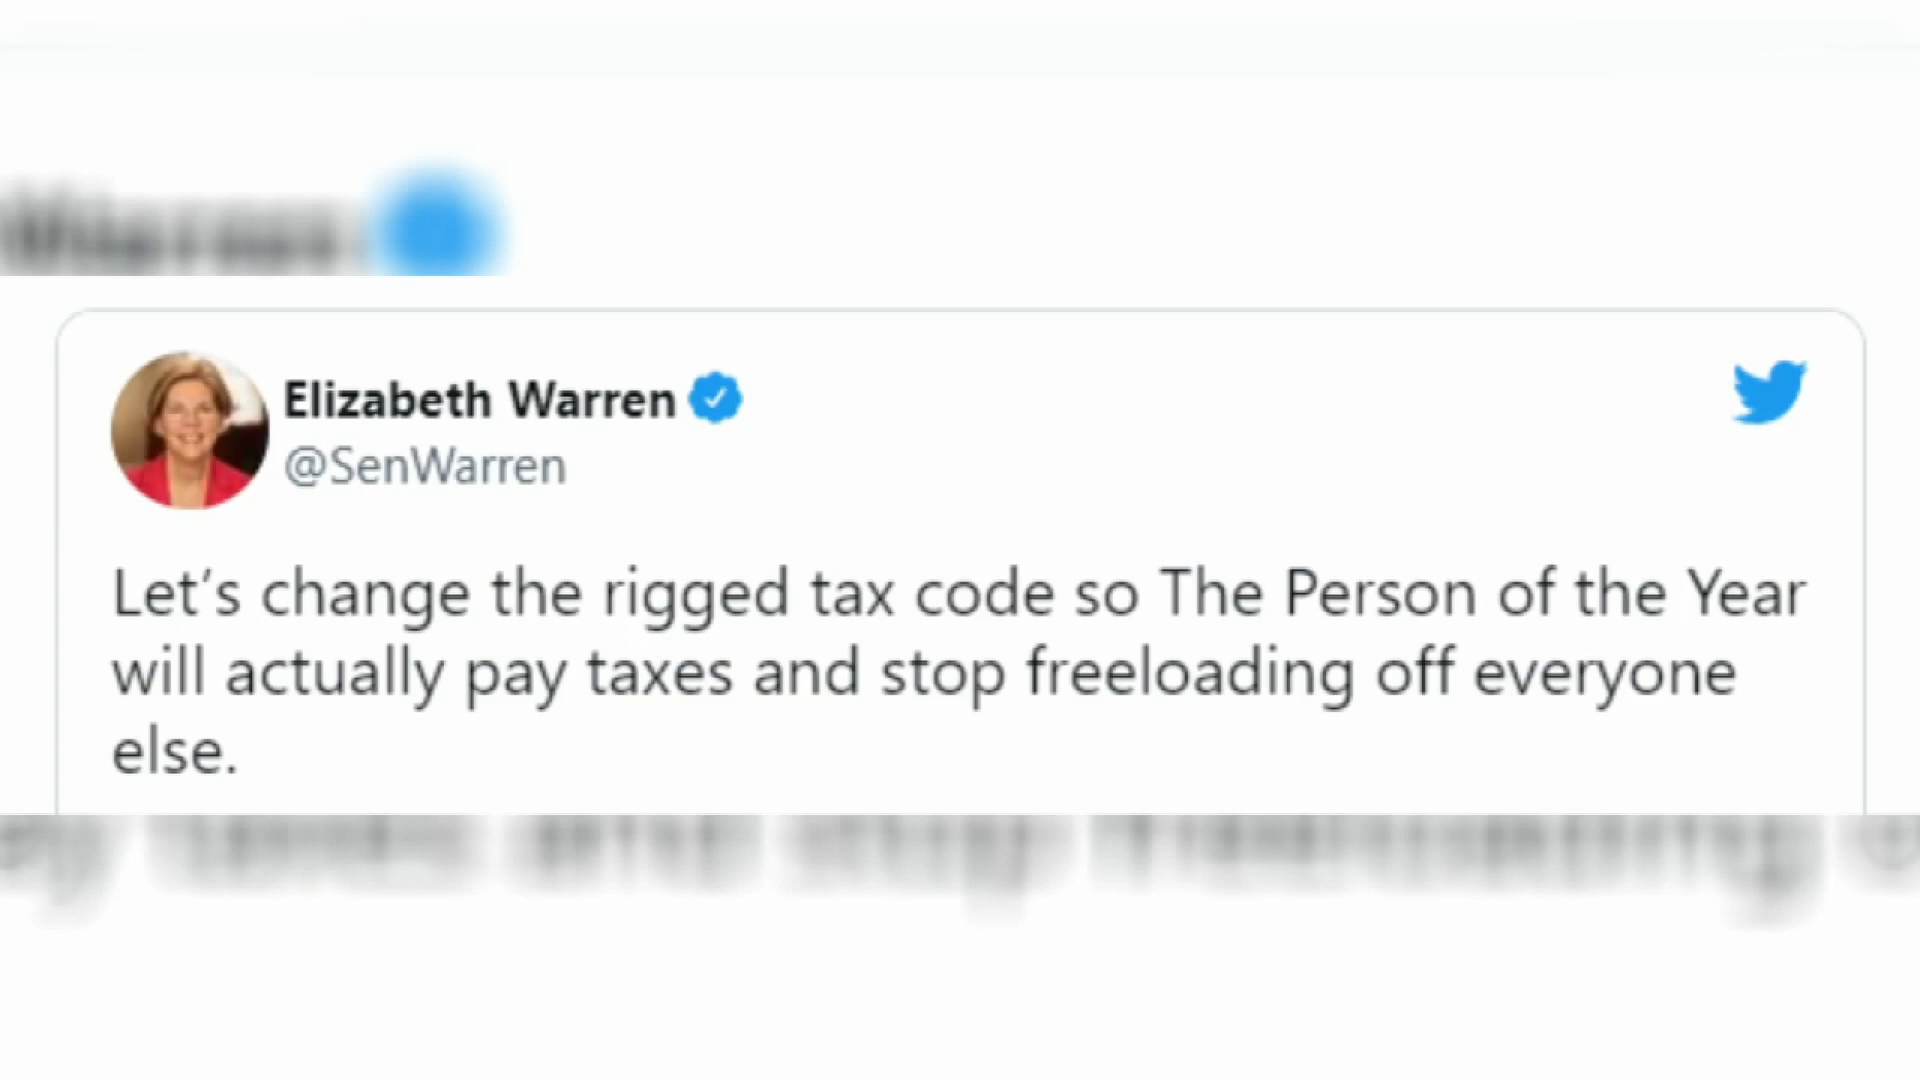 Elizabeth Warren
@SenWarren
Let's change the rigged tax code so The Person of the Year
will actually pay taxes and stop freeloading off everyone
else.